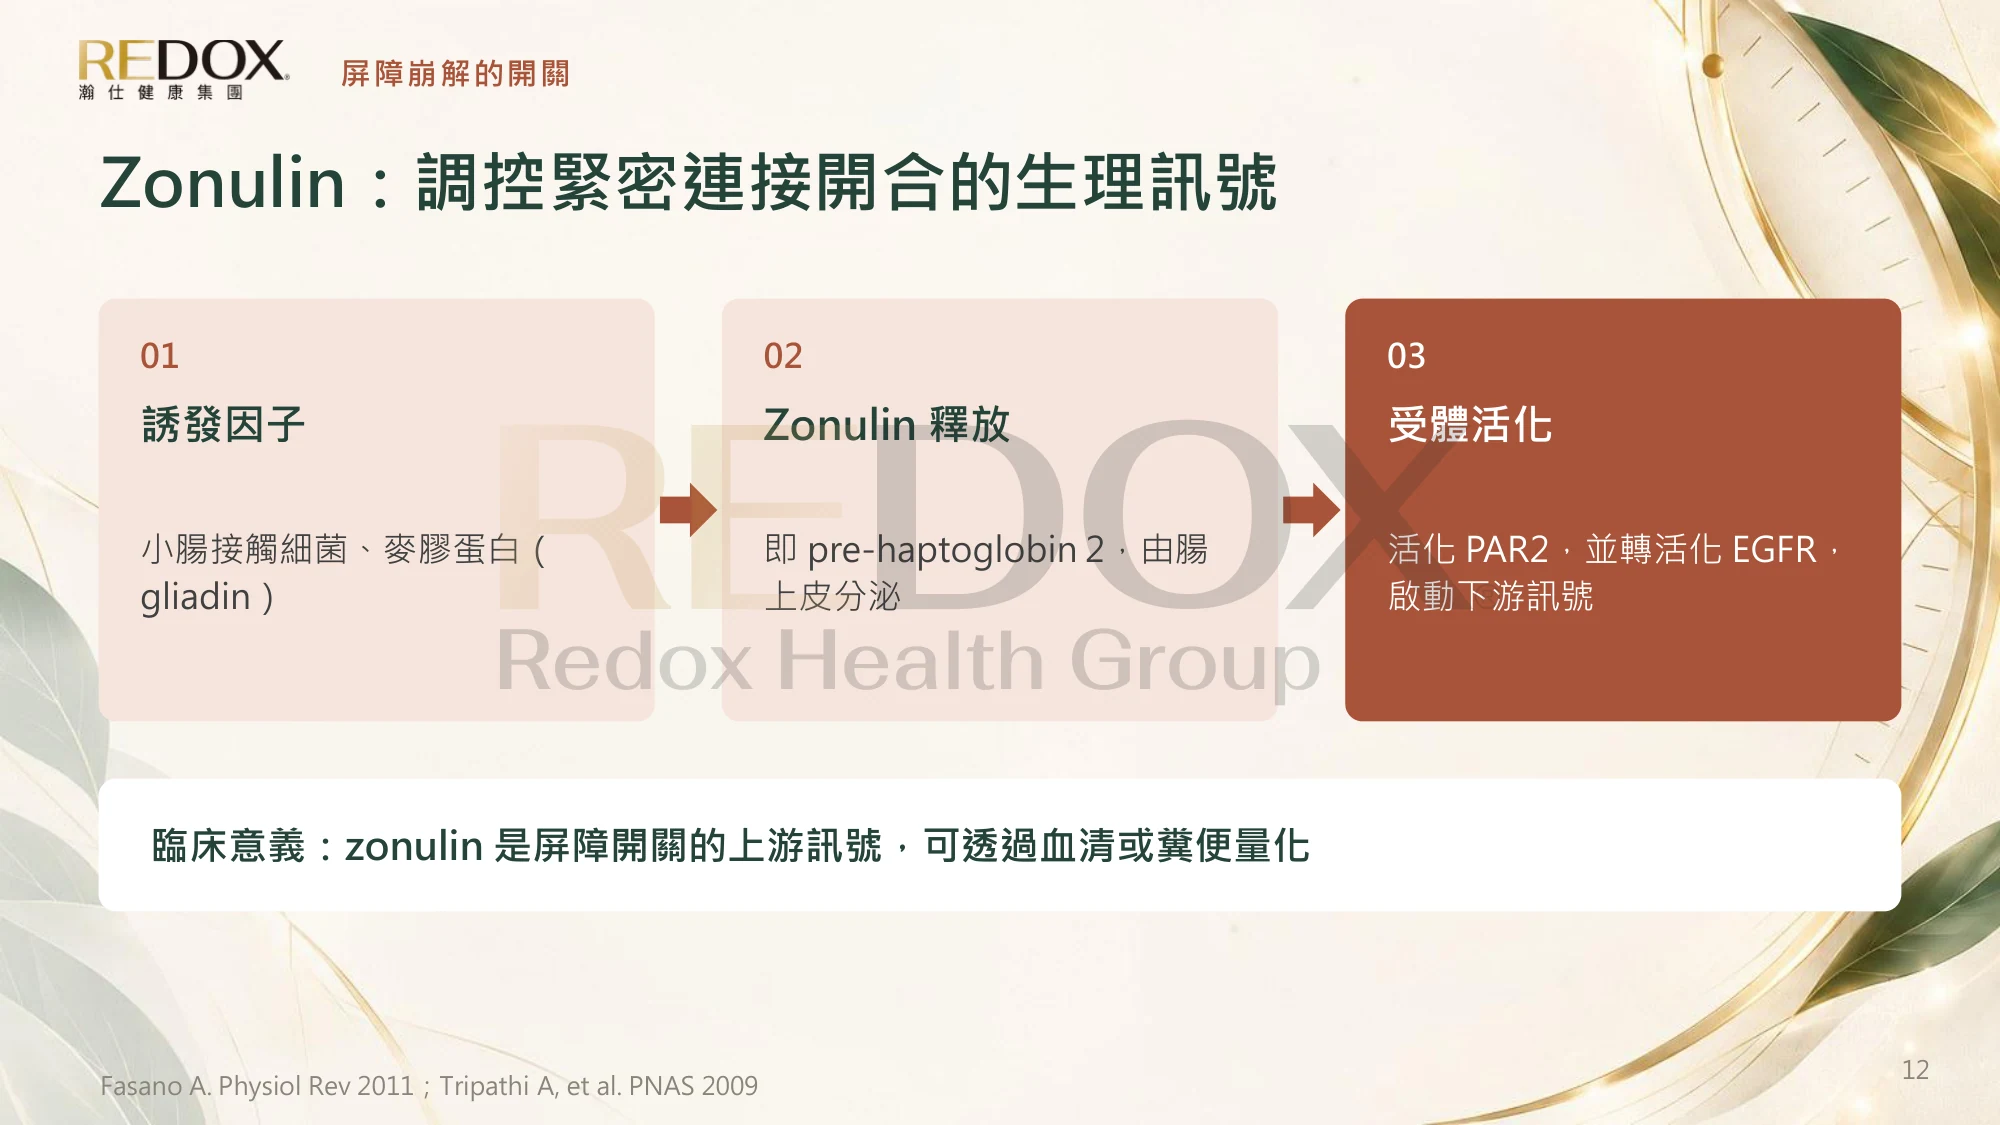 REDOX®
瀚仕健康集團
屏障崩解的開關
Zonulin：調控緊密連接開合的生理訊號
01
誘發因子
小腸接觸細菌、麥膠蛋白（
gliadin）
02
Zonulin 釋放
即 pre-haptoglobin 2，由腸
上皮分泌
03
受體活化
活化 PAR2，並轉活化 EGFR，
啟動下游訊號
REDOX
Redox Health Group
臨床意義：zonulin 是屏障開關的上游訊號，可透過血清或糞便量化
Fasano A. Physiol Rev 2011；Tripathi A, et al. PNAS 2009
12